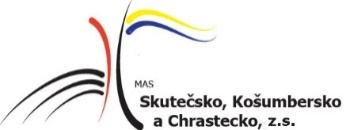 MAS
Skutečsko, Košumbersko
a Chrastecko, z.s.